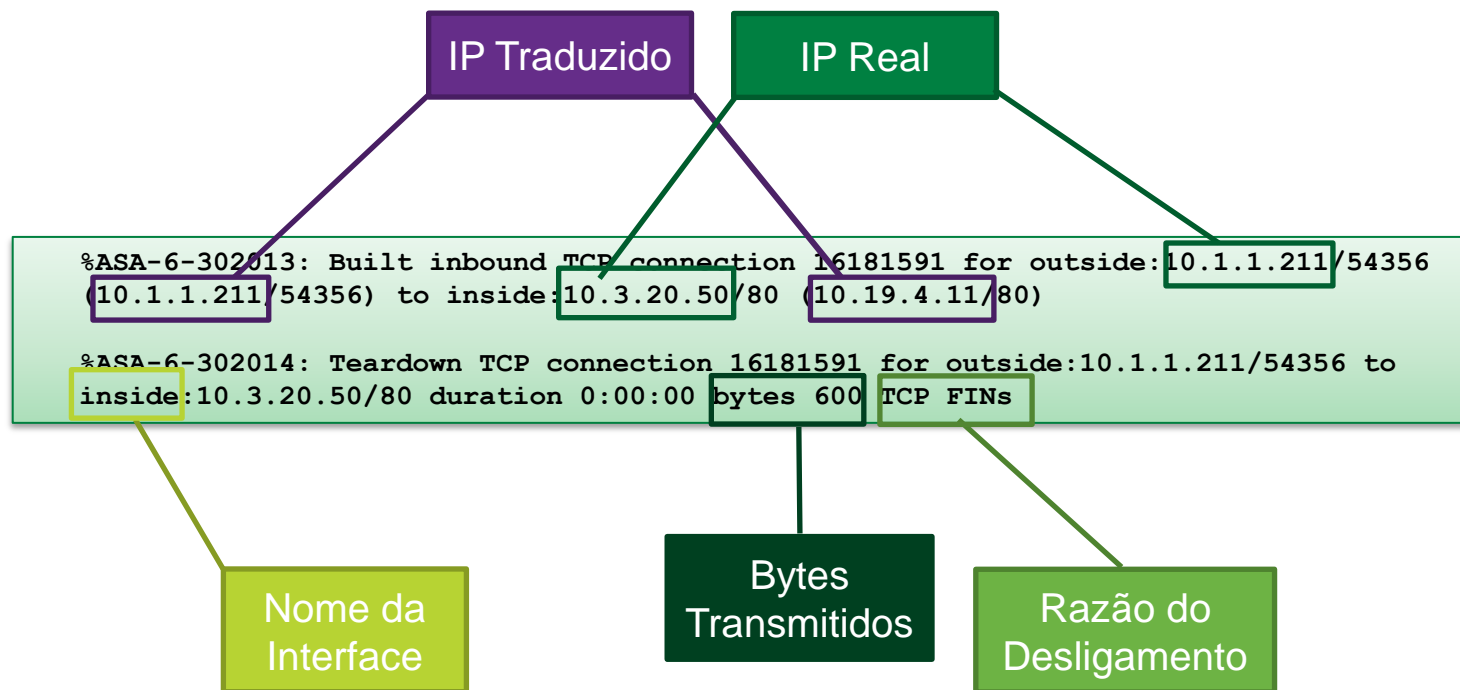 IP Traduzido
IP Real
%ASA-6-302013: Built inbound TCP connection 16181591 for outside:10.1.1.211/54356
(10.1.1.211/54356) to inside:10.3.20.50/80 (10.19.4.11/80)
%ASA-6-302014: Teardown TCP connection 16181591 for outside:10.1.1.211/54356 to
inside:10.3.20.50/80 duration 0:00:00 bytes 600 TCP FINs
Nome da
Interface
Bytes
Transmitidos
Razão do
Desligamento